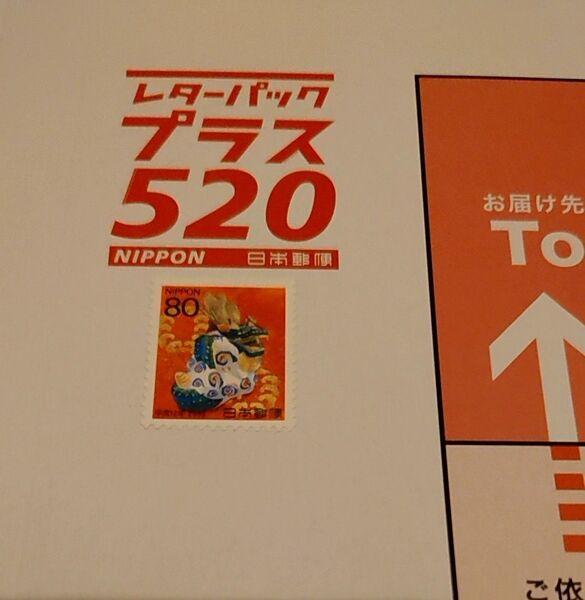 レターパック
プラス
520
NIPPON 日本郵便
NIPPON
80
日本郵便
お届け先
To
ご依